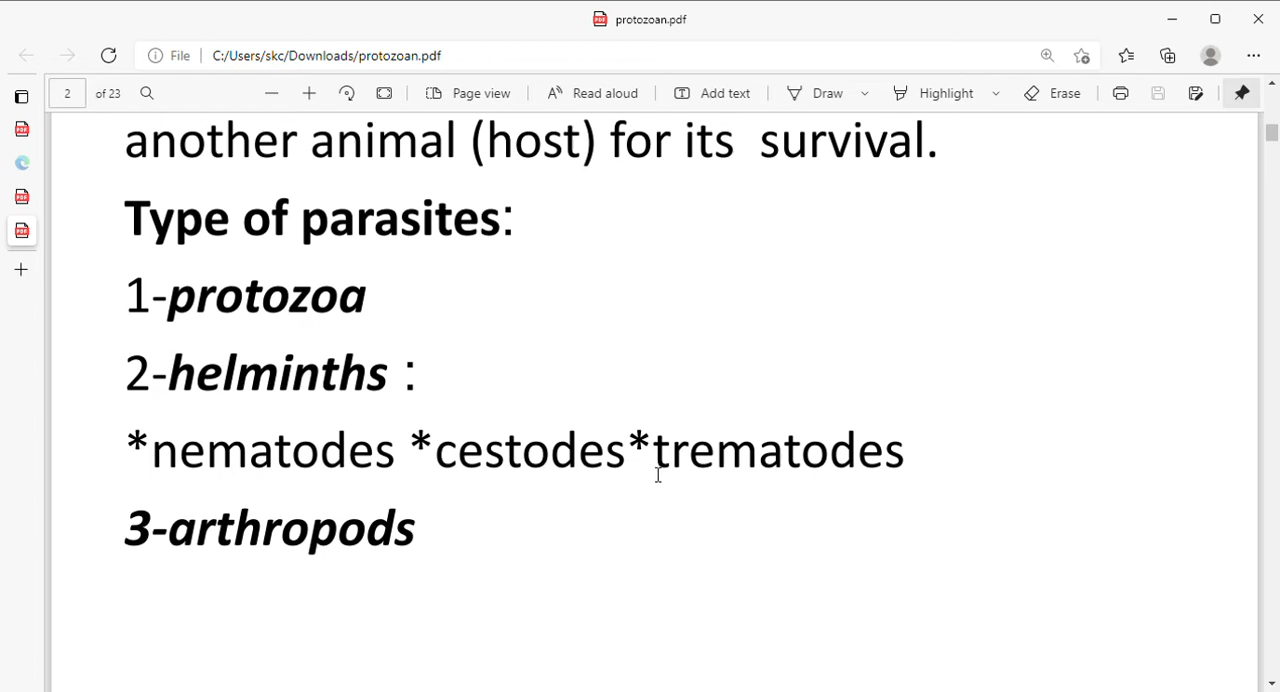 protozoan.pdf
File C:/Users/skc/Downloads/protozoan.pdf
2 of 23 Page view Read aloud Add text Draw Highlight Erase
another animal (host) for its survival.
Type of parasites:
1-protozoa
2-helminths :
*nematodes *cestodes*trematodes
3-arthropods